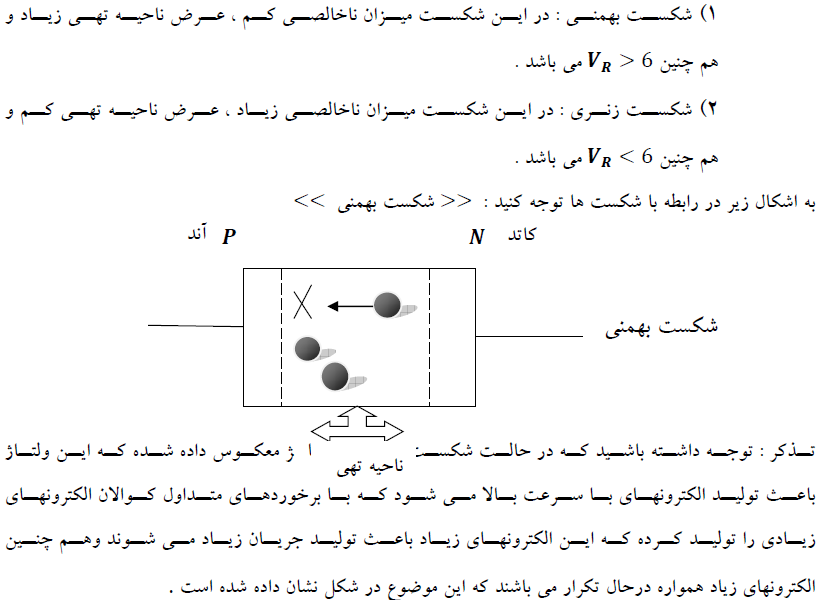 ۱) شکست بهمنی : در این شکست میزان ناخالصی کم ، عرض ناحیه تهی زیاد و
هم چنین V_R > 6 می باشد .
۲) شکست زنری : در این شکست میزان ناخالصی زیاد ، عرض ناحیه تهی کم و
هم چنین V_R < 6 می باشد .
به اشکال زیر در رابطه با شکست ها توجه کنید : << شکست بهمنی >>
آند P N کاتد
شکست بهمنی
تذکر : توجه داشته باشید که در حالت شکست ژ معکوس داده شده که این ولتاژ
ناحیه تهی
باعث تولید الکترونهای با سرعت بالا می شود که با برخوردهای متداول کوالان الکترونهای
زیادی را تولید کرده که این الکترونهای زیاد باعث تولید جریان زیاد می شوند وهم چنین
الکترونهای زیاد همواره درحال تکرار می باشند که این موضوع در شکل نشان داده شده است .